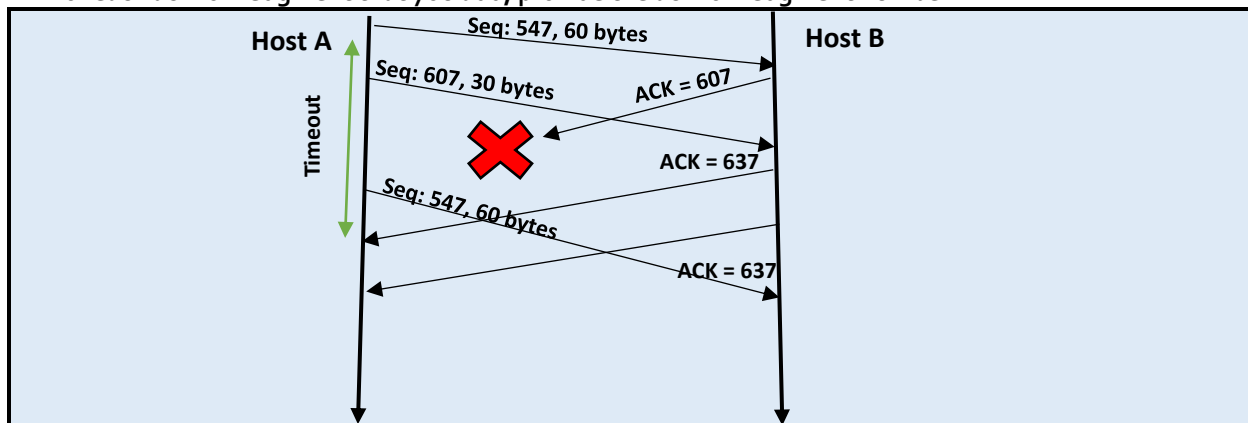 Host A
Seq: 547, 60 bytes
Host B
Seq: 607, 30 bytes
ACK = 607
Timeout
ACK = 637
Seq: 547, 60 bytes
ACK = 637